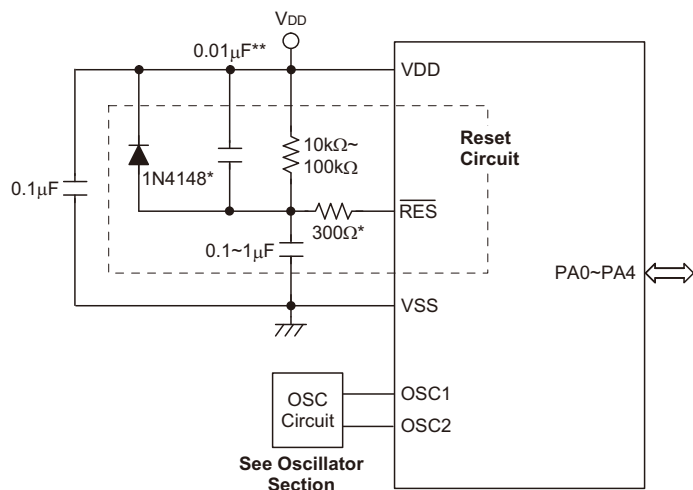 VDD
0.01μF**
VDD
Reset
Circuit
10kΩ~
100kΩ
1N4148*
0.1μF
RES
300Ω*
0.1~1μF
PA0~PA4
VSS
OSC
Circuit
OSC1
OSC2
See Oscillator
Section